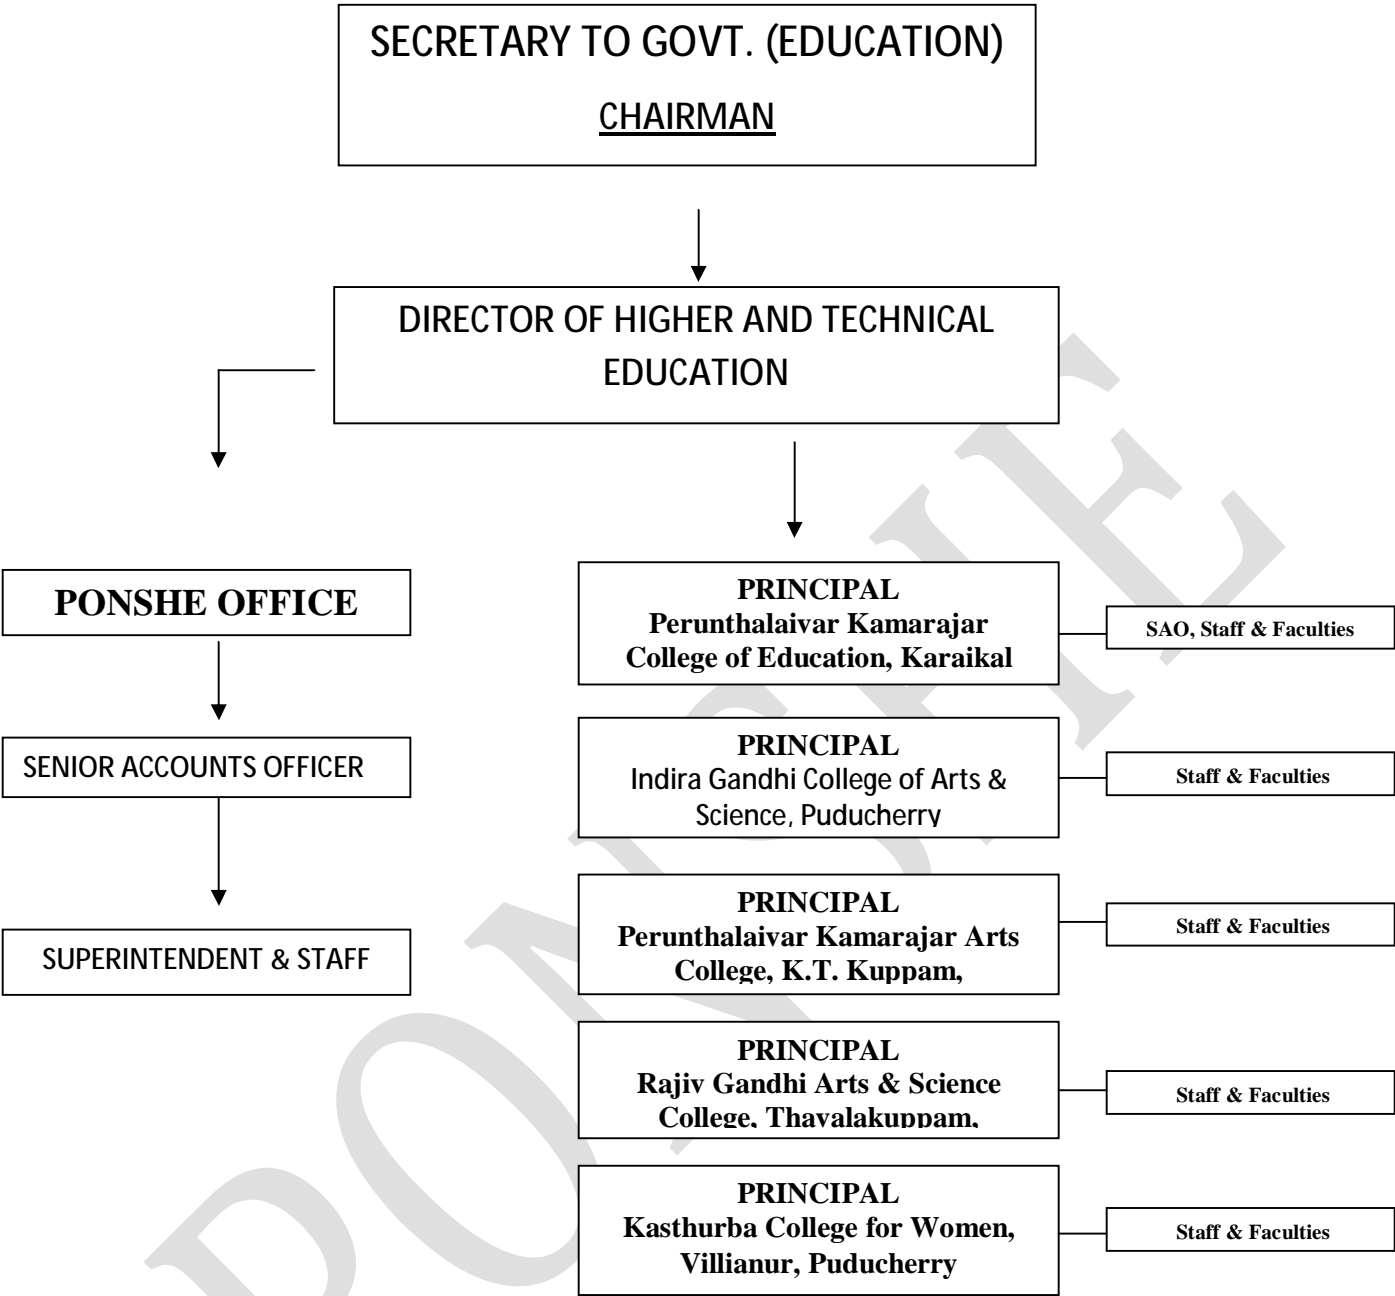 SECRETARY TO GOVT. (EDUCATION)
CHAIRMAN
DIRECTOR OF HIGHER AND TECHNICAL
EDUCATION
PONSHE OFFICE
SENIOR ACCOUNTS OFFICER
SUPERINTENDENT & STAFF
PRINCIPAL
Perunthalaivar Kamarajar
College of Education, Karaikal
SAO, Staff & Faculties
PRINCIPAL
Indira Gandhi College of Arts &
Science, Puducherry
Staff & Faculties
PRINCIPAL
Perunthalaivar Kamarajar Arts
College, K.T. Kuppam,
Staff & Faculties
PRINCIPAL
Rajiv Gandhi Arts & Science
College, Thavalakuppam,
Staff & Faculties
PRINCIPAL
Kasthurba College for Women,
Villianur, Puducherry
Staff & Faculties
PONSHE